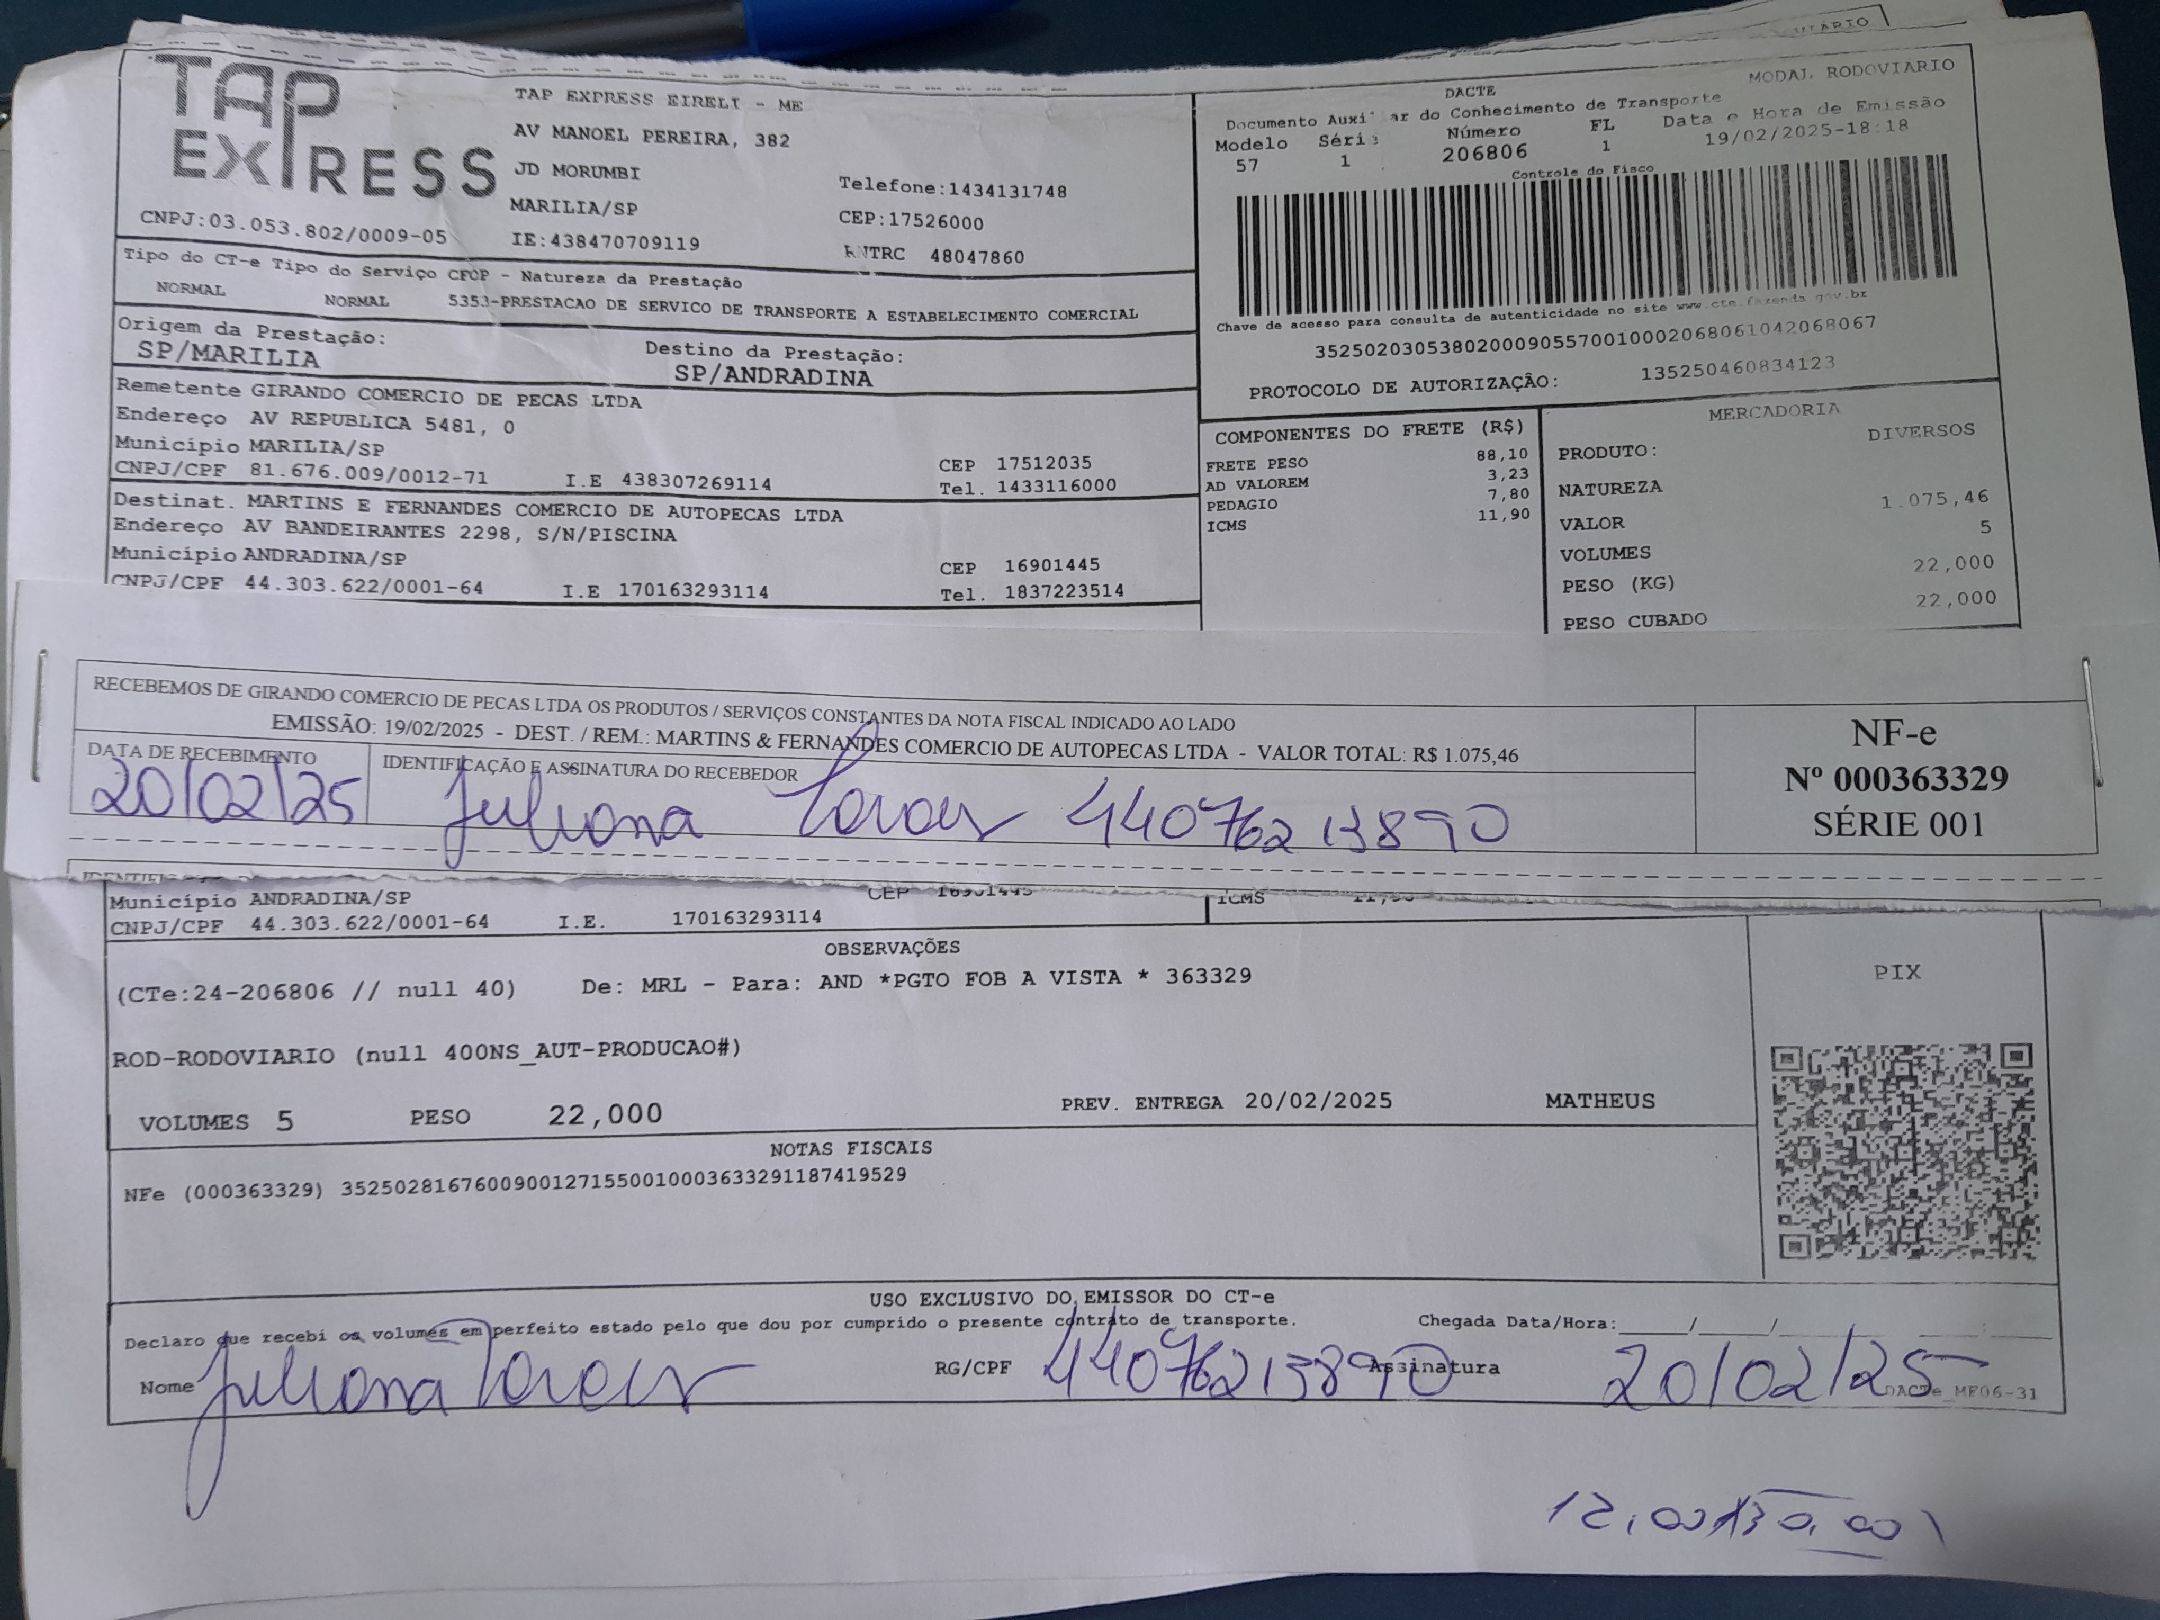 TAP
EXPRESS
CNPJ:03.053.802/0009-05
TAP EXPRESS EIRELI - ME
AV MANOEL PEREIRA, 382
JD MORUMBI
MARILIA/SP
IE:438470709119
Telefone:1434131748
CEP:17526000
RNTRC 48047860
DACTE
MODAL RODOVIARIO
Documento Auxiliar do Conhecimento de Transporte
Modelo Série Número FL Data e Hora de Emissão
57 1 206806 1 19/02/2025-18:18
Controle do Fisco
Chave de acesso para consulta de autenticidade no site www.cte.fazenda.gov.br
35250203053802000905570010002068061042068067
PROTOCOLO DE AUTORIZAÇÃO: 135250460834123
Tipo do CT-e Tipo do Serviço CFOP - Natureza da Prestação
NORMAL NORMAL 5353-PRESTACAO DE SERVICO DE TRANSPORTE A ESTABELECIMENTO COMERCIAL
Origem da Prestação:
SP/MARILIA
Destino da Prestação:
SP/ANDRADINA
Remetente GIRANDO COMERCIO DE PECAS LTDA
Endereço AV REPUBLICA 5481, 0
Município MARILIA/SP
CEP 17512035
CNPJ/CPF 81.676.009/0012-71 I.E 438307269114 Tel. 1433116000
Destinat. MARTINS E FERNANDES COMERCIO DE AUTOPECAS LTDA
Endereço AV BANDEIRANTES 2298, S/N/PISCINA
Município ANDRADINA/SP CEP 16901445
CNPJ/CPF 44.303.622/0001-64 I.E 170163293114 Tel. 1837223514
COMPONENTES DO FRETE (R$)
FRETE PESO 88,10
AD VALOREM 3,23
PEDAGIO 7,80
ICMS 11,90
MERCADORIA
PRODUTO: DIVERSOS
NATUREZA
VALOR 1.075,46
VOLUMES 5
PESO (KG) 22,000
PESO CUBADO 22,000
RECEBEMOS DE GIRANDO COMERCIO DE PECAS LTDA OS PRODUTOS / SERVIÇOS CONSTANTES DA NOTA FISCAL INDICADO AO LADO
EMISSÃO: 19/02/2025 - DEST. / REM.: MARTINS & FERNANDES COMERCIO DE AUTOPECAS LTDA - VALOR TOTAL: R$ 1.075,46
DATA DE RECEBIMENTO
IDENTIFICAÇÃO E ASSINATURA DO RECEBEDOR
20/02/25 Juliana 44076213890
NF-e
Nº 000363329
SÉRIE 001
Município ANDRADINA/SP CEP 16901445 ICMS
CNPJ/CPF 44.303.622/0001-64 I.E. 170163293114
OBSERVAÇÕES
(CTe:24-206806 // null 40) De: MRL - Para: AND *PGTO FOB A VISTA * 363329
ROD-RODOVIARIO (null 400NS_AUT-PRODUCAO#)
VOLUMES 5 PESO 22,000 PREV. ENTREGA 20/02/2025 MATHEUS
PIX
NOTAS FISCAIS
NFe (000363329) 35250281676009001271550010003633291187419529
USO EXCLUSIVO DO EMISSOR DO CT-e
Declaro que recebi os volumes em perfeito estado pelo que dou por cumprido o presente contrato de transporte.
Chegada Data/Hora:____/____/____ ____:____
Nome Juliana RG/CPF 44076213890 Assinatura 20/02/25
DACTe_MF06-31